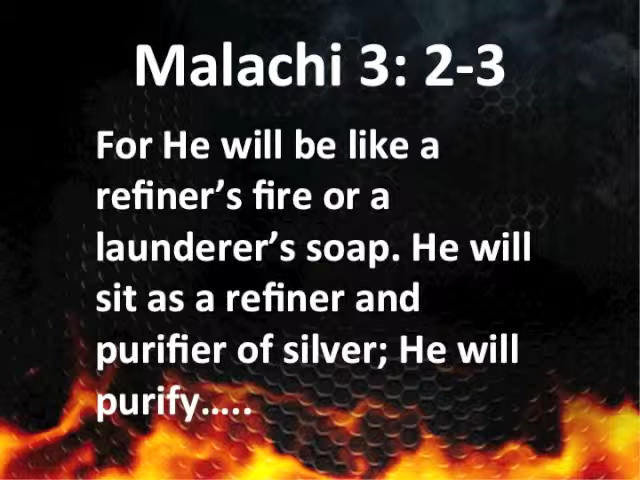 Malachi 3: 2-3
For He will be like a
refiner’s fire or a
launderer’s soap. He will
sit as a refiner and
purifier of silver; He will
purify…..